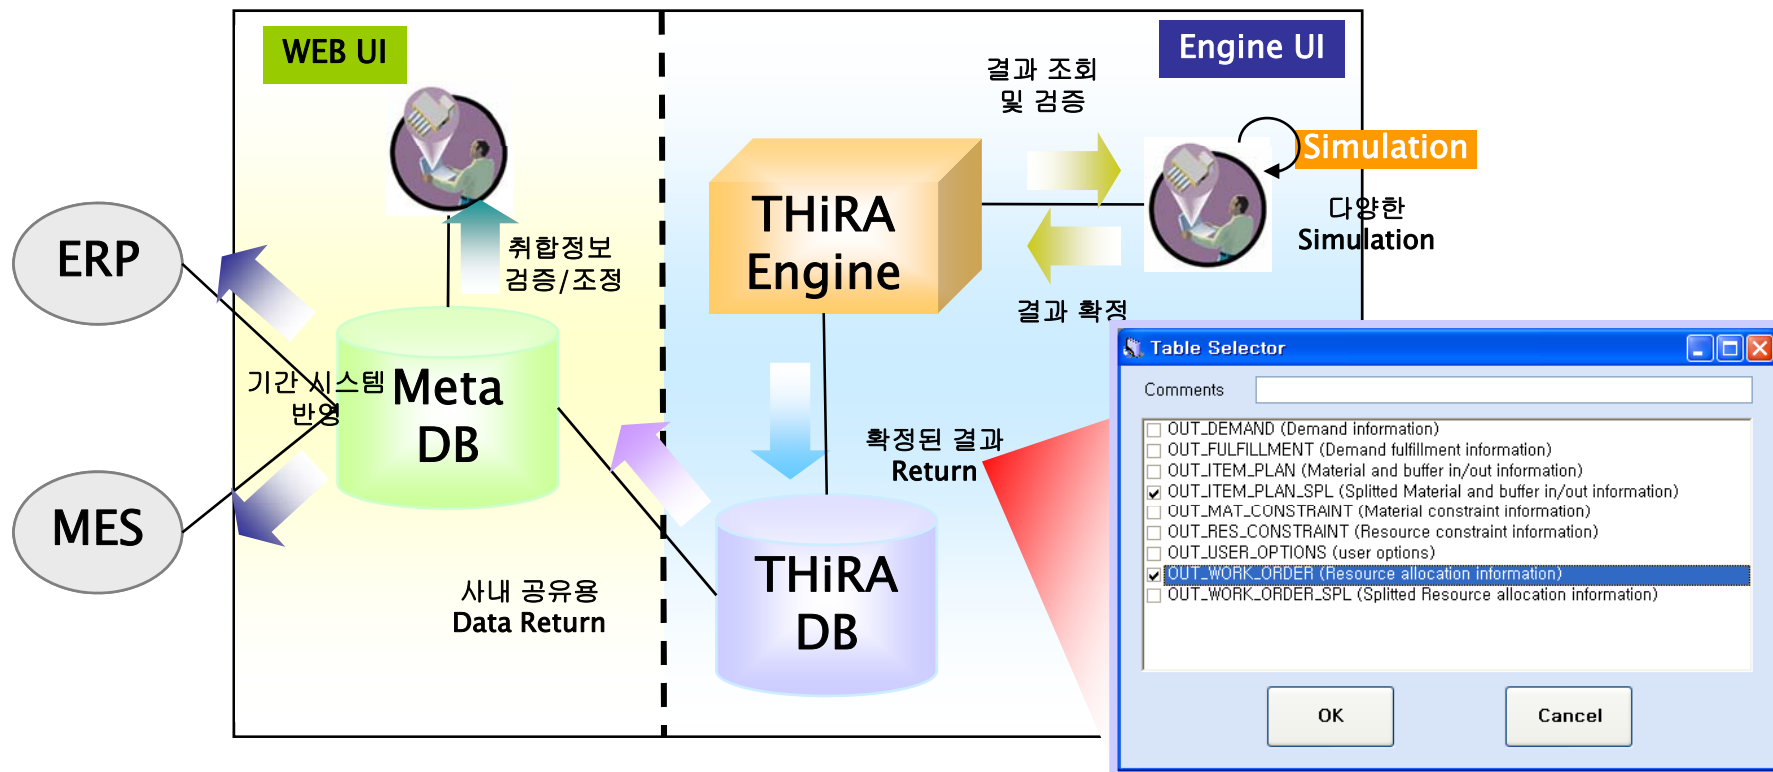 WEB UI
Engine UI
결과 조회
및 검증
Simulation
다양한
Simulation
THiRA
Engine
ERP
취합정보
검증/조정
결과 확정
기간 시스템
반영
Meta
DB
확정된 결과
Return
MES
THiRA
DB
사내 공유용
Data Return
Table Selector
Comments
OUT_DEMAND (Demand information)
OUT_FULFILLMENT (Demand fulfillment information)
OUT_ITEM_PLAN (Material and buffer in/out information)
OUT_ITEM_PLAN_SPL (Splitted Material and buffer in/out information)
OUT_MAT_CONSTRAINT (Material constraint information)
OUT_RES_CONSTRAINT (Resource constraint information)
OUT_USER_OPTIONS (user options)
OUT_WORK_ORDER (Resource allocation information)
OUT_WORK_ORDER_SPL (Splitted Resource allocation information)
OK
Cancel